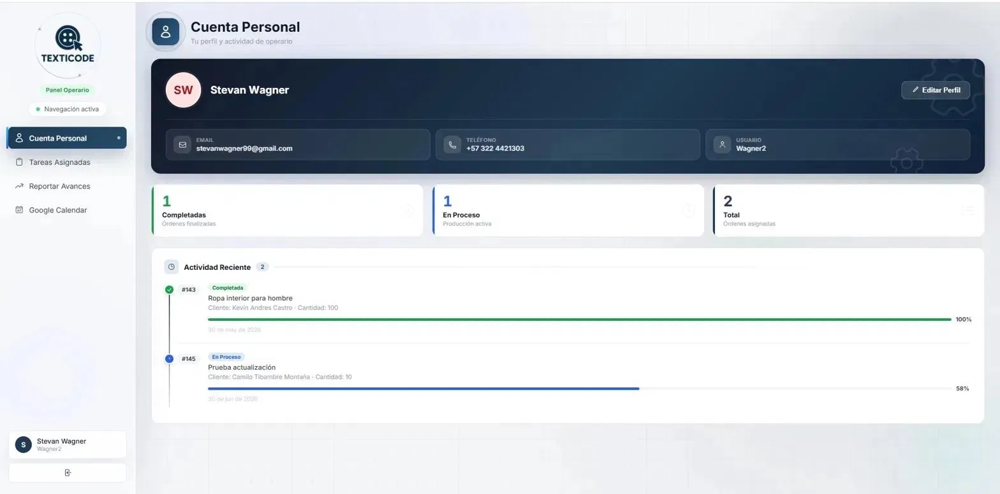 TEXTICODE
Panel Operario
Navegación activa
Cuenta Personal
Tareas Asignadas
Reportar Avances
Google Calendar
Stevan Wagner
Wagner2
Cuenta Personal
Tu perfil y actividad de operario
SW
Stevan Wagner
Editar Perfil
EMAIL
stevanwagner99@gmail.com
TELÉFONO
+57 322 4421303
USUARIO
Wagner2
1
Completadas
Órdenes finalizadas
1
En Proceso
Producción activa
2
Total
Órdenes asignadas
Actividad Reciente 2
#143
Completada
Ropa interior para hombre
Cliente: Kevin Andres Castro · Cantidad: 100
100%
30 de may de
#145
En Proceso
Prueba actualización
Cliente: Camilo Tibambre Montaña · Cantidad: 10
58%
30 de jun de
S